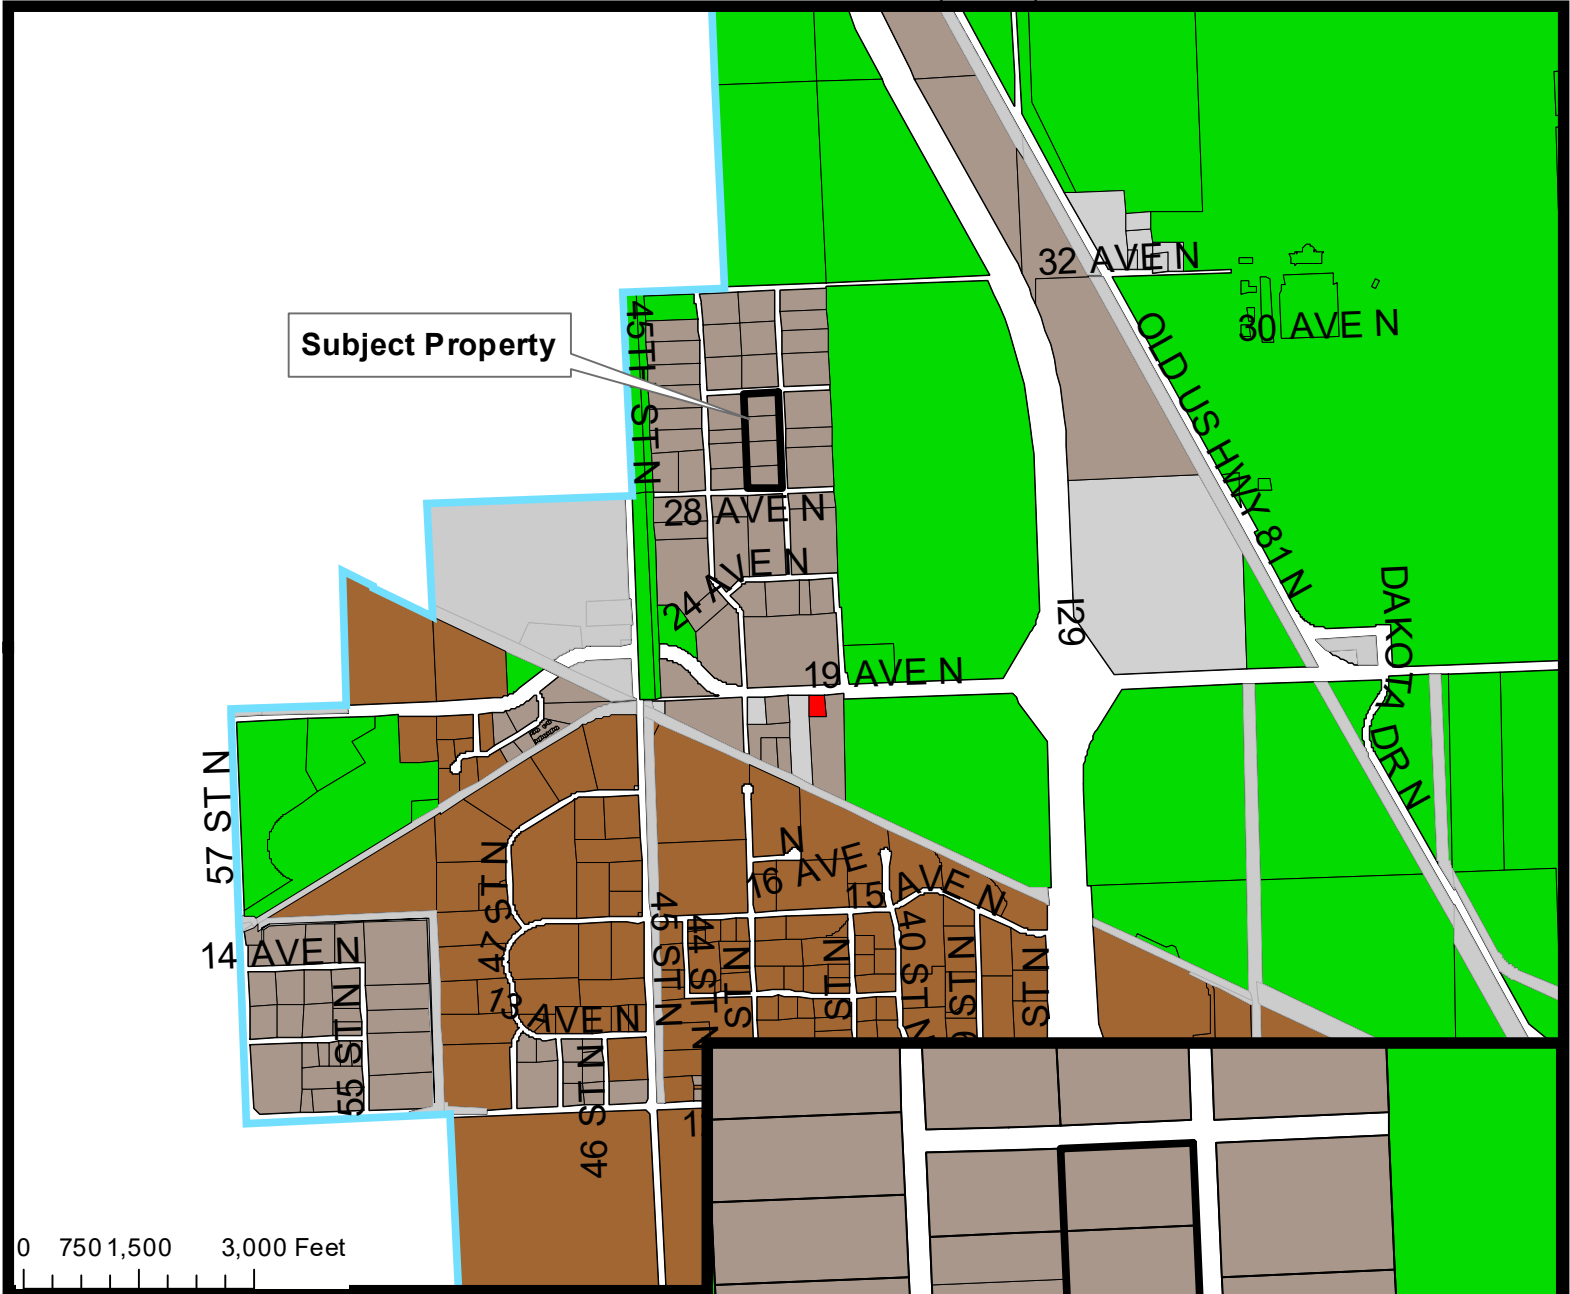 32 AVE N
30 AVE N
Subject Property
45TH ST N
OLD US HWY 81 N
28 AVE N
24 AVE N
I29
DAKOTA DR N
19 AVE N
57 ST N
N
16 AVE
15 AVE N
47 ST N
45 ST N
44 ST N
ST N
ST N
40 ST N
ST N
ST N
14 AVE N
13 AVE N
55 ST N
46 ST N
0 750 1,500 3,000 Feet